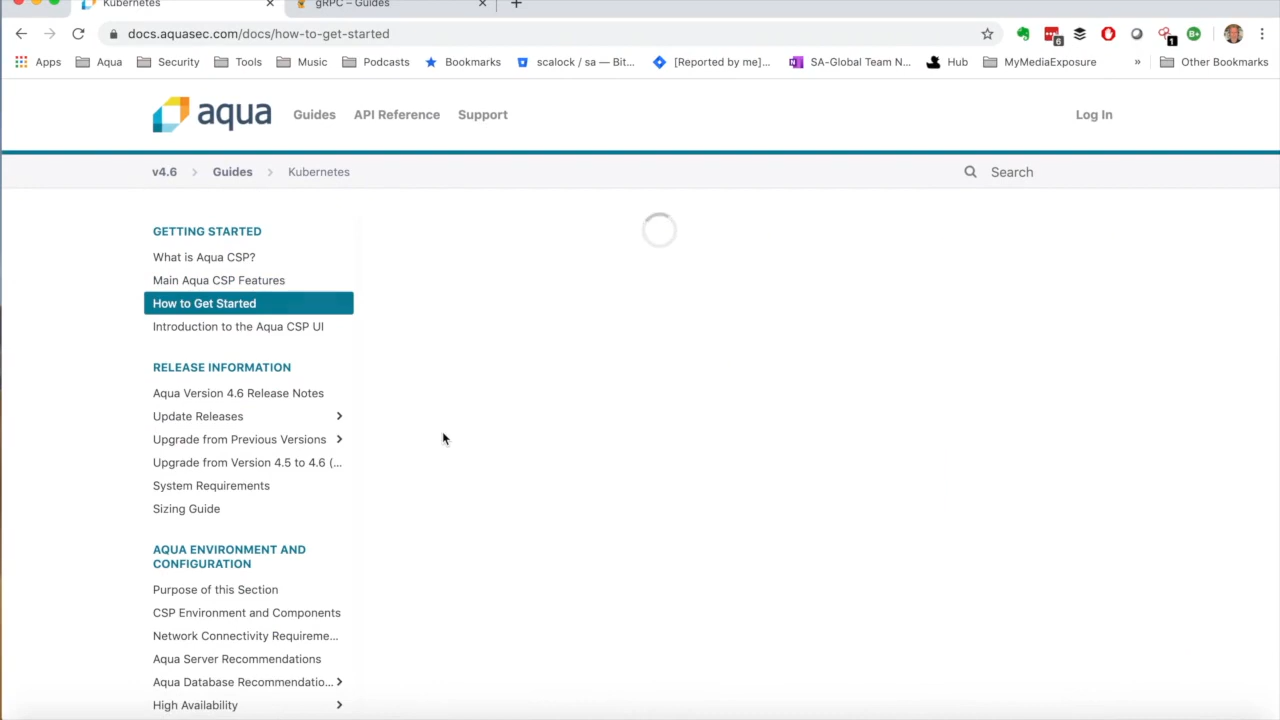 Kubernetes
gRPC – Guides
docs.aquasec.com/docs/how-to-get-started
6
1
B+
Apps
Aqua
Security
Tools
Music
Podcasts
Bookmarks
scalock / sa — Bit...
[Reported by me]...
SA-Global Team N...
Hub
MyMediaExposure
»
Other Bookmarks
aqua
Guides
API Reference
Support
Log In
v4.6
Guides
Kubernetes
Search
GETTING STARTED
What is Aqua CSP?
Main Aqua CSP Features
How to Get Started
Introduction to the Aqua CSP UI
RELEASE INFORMATION
Aqua Version 4.6 Release Notes
Update Releases
Upgrade from Previous Versions
Upgrade from Version 4.5 to 4.6 (...
System Requirements
Sizing Guide
AQUA ENVIRONMENT AND
CONFIGURATION
Purpose of this Section
CSP Environment and Components
Network Connectivity Requireme...
Aqua Server Recommendations
Aqua Database Recommendatio...
High Availability